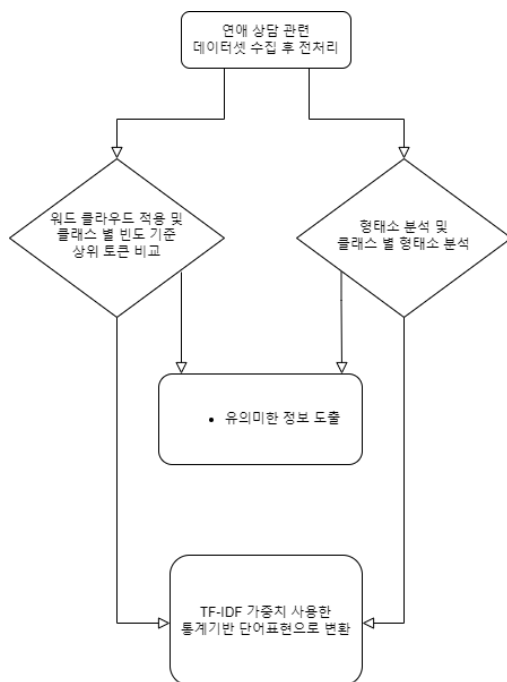 연애 상담 관련
데이터셋 수집 후 전처리
워드 클라우드 적용 및
클래스 별 빈도 기준
상위 토큰 비교
형태소 분석 및
클래스 별 형태소 분석
• 유의미한 정보 도출
TF-IDF 가중치 사용한
통계기반 단어표현으로 변환